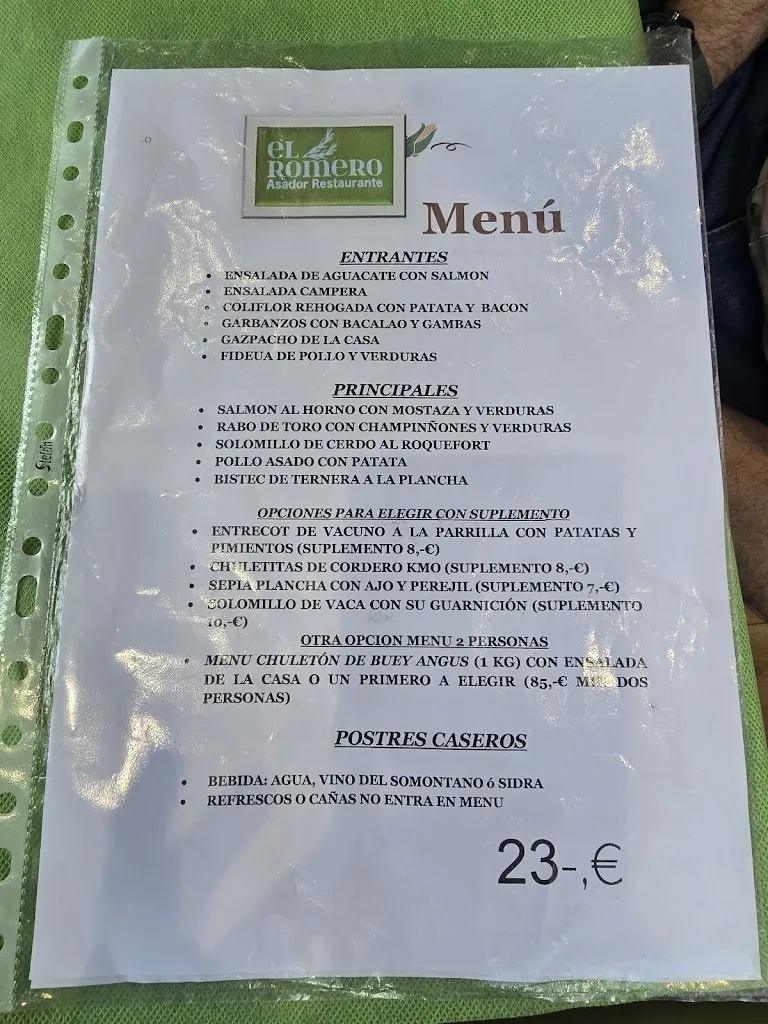 eL
ROMERO
Asador Restaurante
Menú
ENTRANTES
• ENSALADA DE AGUACATE CON SALMON
• ENSALADA CAMPERA
• COLIFLOR REHOGADA CON PATATA Y BACON
• GARBANZOS CON BACALAO Y GAMBAS
• GAZPACHO DE LA CASA
• FIDEUA DE POLLO Y VERDURAS
PRINCIPALES
• SALMON AL HORNO CON MOSTAZA Y VERDURAS
• RABO DE TORO CON CHAMPINÑONES Y VERDURAS
• SOLOMILLO DE CERDO AL ROQUEFORT
• POLLO ASADO CON PATATA
• BISTEC DE TERNERA A LA PLANCHA
OPCIONES PARA ELEGIR CON SUPLEMENTO
• ENTRECOT DE VACUNO A LA PARRILLA CON PATATAS Y
PIMIENTOS (SUPLEMENTO 8,-€)
• CHULETITAS DE CORDERO KMO (SUPLEMENTO 8,-€)
• SEPIA PLANCHA CON AJO Y PEREJIL (SUPLEMENTO 7,-€)
• SOLOMILLO DE VACA CON SU GUARNICIÓN (SUPLEMENTO
10,-€)
OTRA OPCION MENU 2 PERSONAS
• MENU CHULETÓN DE BUEY ANGUS (1 KG) CON ENSALADA
DE LA CASA O UN PRIMERO A ELEGIR (85,-€ DOS
PERSONAS)
POSTRES CASEROS
• BEBIDA: AGUA, VINO DEL SOMONTANO ó SIDRA
• REFRESCOS O CAÑAS NO ENTRA EN MENU
23-,€